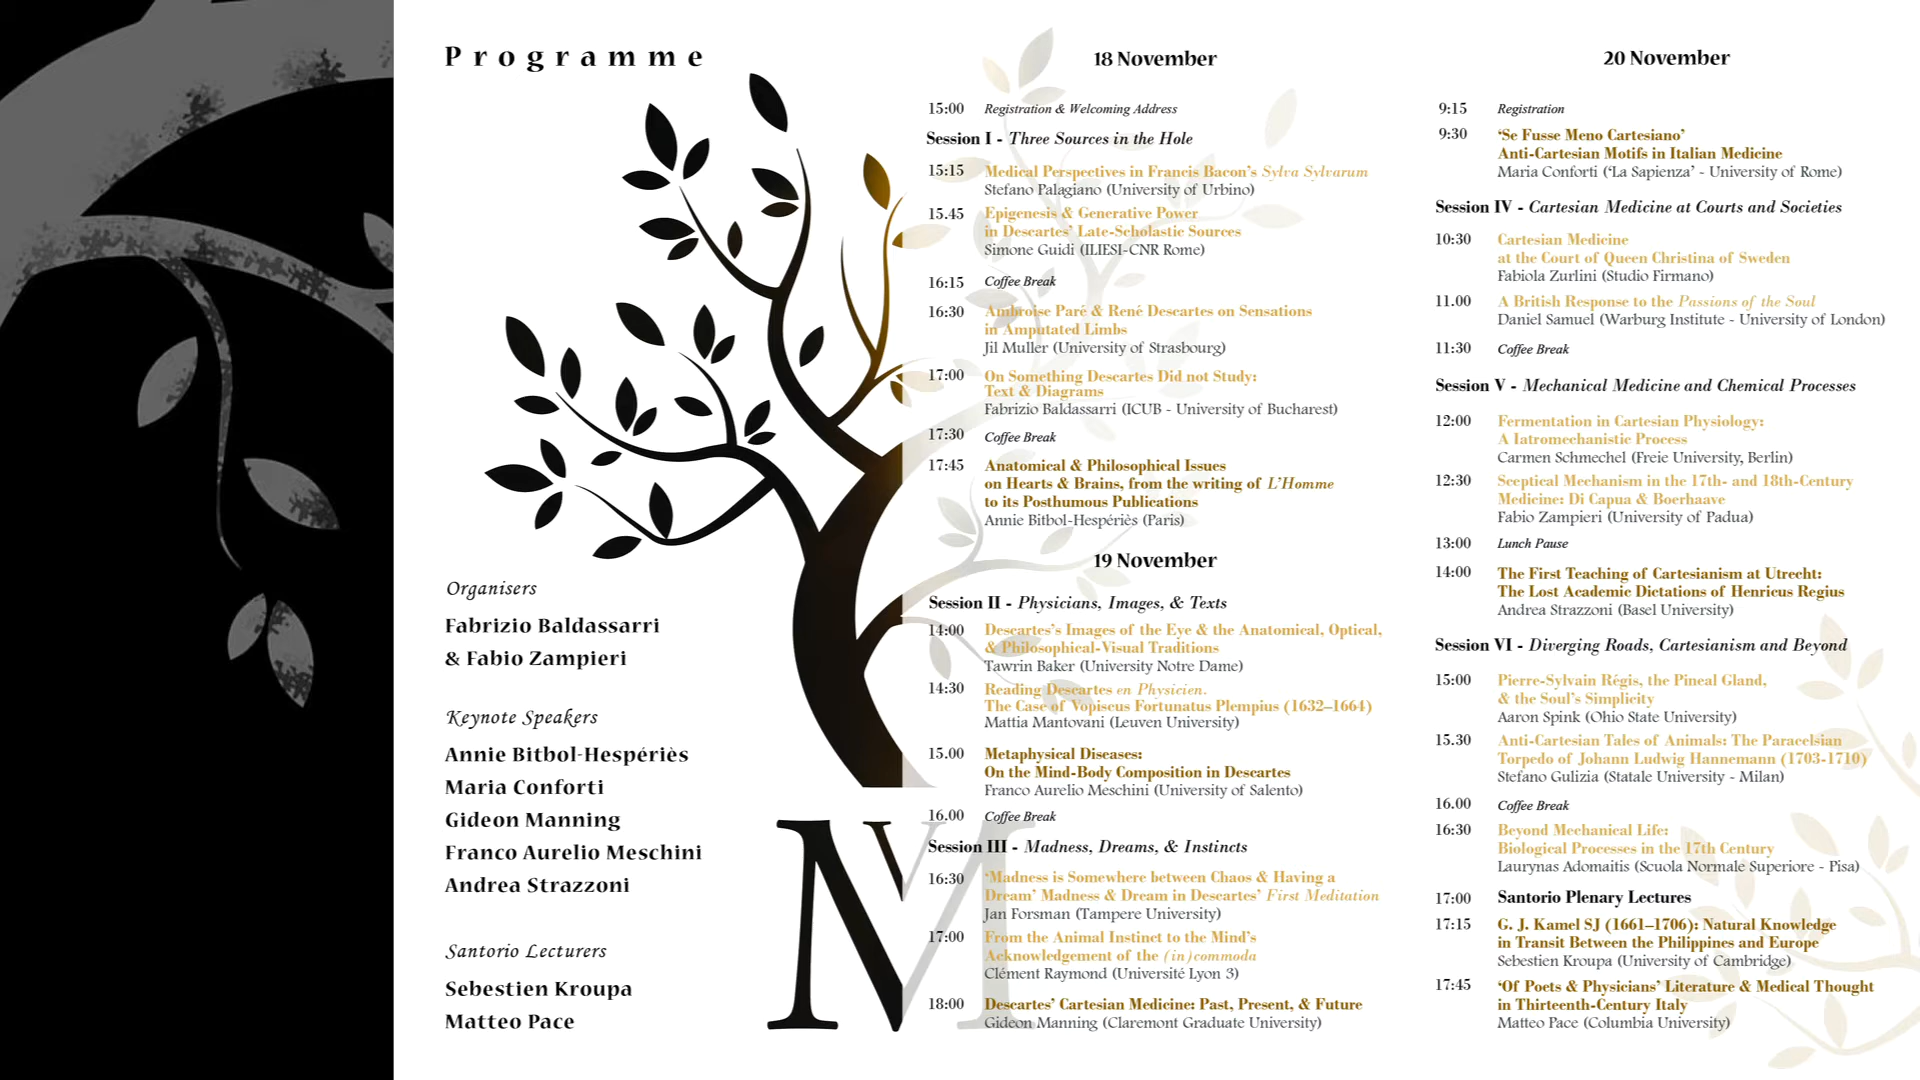 Programme
Organisers
Fabrizio Baldassarri
& Fabio Zampieri
Keynote Speakers
Annie Bitbol-Hespériès
Maria Conforti
Gideon Manning
Franco Aurelio Meschini
Andrea Strazzoni
Santorio Lecturers
Sebestien Kroupa
Matteo Pace
18 November
15:00 Registration & Welcoming Address
Session I - Three Sources in the Hole
15:15 Medical Perspectives in Francis Bacon's Sylva Sylvarum
Stefano Palagiano (University of Urbino)
15.45 Epigenesis & Generative Power
in Descartes' Late-Scholastic Sources
Simone Guidi (ILIESI-CNR Rome)
16:15 Coffee Break
16:30 Ambroise Paré & René Descartes on Sensations
in Amputated Limbs
Jil Muller (University of Strasbourg)
17:00 On Something Descartes Did not Study:
Text & Diagrams
Fabrizio Baldassarri (ICUB - University of Bucharest)
17:30 Coffee Break
17:45 Anatomical & Philosophical Issues
on Hearts & Brains, from the writing of L'Homme
to its Posthumous Publications
Annie Bitbol-Hespériès (Paris)
19 November
Session II - Physicians, Images, & Texts
14:00 Descartes's Images of the Eye & the Anatomical, Optical,
& Philosophical-Visual Traditions
Tawrin Baker (University Notre Dame)
14:30 Reading Descartes en Physicien.
The Case of Vopiscus Fortunatus Plempius (1632–1664)
Mattia Mantovani (Leuven University)
15.00 Metaphysical Diseases:
On the Mind-Body Composition in Descartes
Franco Aurelio Meschini (University of Salento)
16.00 Coffee Break
Session III - Madness, Dreams, & Instincts
16:30 'Madness is Somewhere between Chaos & Having a
Dream' Madness & Dream in Descartes' First Meditation
Jan Forsman (Tampere University)
17:00 From the Animal Instinct to the Mind's
Acknowledgement of the (in)commoda
Clément Raymond (Université Lyon 3)
18:00 Descartes' Cartesian Medicine: Past, Present, & Future
Gideon Manning (Claremont Graduate University)
M
20 November
9:15 Registration
9:30 'Se Fusse Meno Cartesiano'
Anti-Cartesian Motifs in Italian Medicine
Maria Conforti ('La Sapienza' - University of Rome)
Session IV - Cartesian Medicine at Courts and Societies
10:30 Cartesian Medicine
at the Court of Queen Christina of Sweden
Fabiola Zurlini (Studio Firmano)
11.00 A British Response to the Passions of the Soul
Daniel Samuel (Warburg Institute - University of London)
11:30 Coffee Break
Session V - Mechanical Medicine and Chemical Processes
12:00 Fermentation in Cartesian Physiology:
A Iatromechanistic Process
Carmen Schmechel (Freie University, Berlin)
12:30 Sceptical Mechanism in the 17th- and 18th-Century
Medicine: Di Capua & Boerhaave
Fabio Zampieri (University of Padua)
13:00 Lunch Pause
14:00 The First Teaching of Cartesianism at Utrecht:
The Lost Academic Dictations of Henricus Regius
Andrea Strazzoni (Basel University)
Session VI - Diverging Roads, Cartesianism and Beyond
15:00 Pierre-Sylvain Régis, the Pineal Gland,
& the Soul's Simplicity
Aaron Spink (Ohio State University)
15.30 Anti-Cartesian Tales of Animals: The Paracelsian
Torpedo of Johann Ludwig Hannemann (1703-1710)
Stefano Gulizia (Statale University - Milan)
16.00 Coffee Break
16:30 Beyond Mechanical Life:
Biological Processes in the 17th Century
Laurynas Adomaitis (Scuola Normale Superiore - Pisa)
17:00 Santorio Plenary Lectures
17:15 G. J. Kamel SJ (1661–1706): Natural Knowledge
in Transit Between the Philippines and Europe
Sebestien Kroupa (University of Cambridge)
17:45 'Of Poets & Physicians' Literature & Medical Thought
in Thirteenth-Century Italy
Matteo Pace (Columbia University)